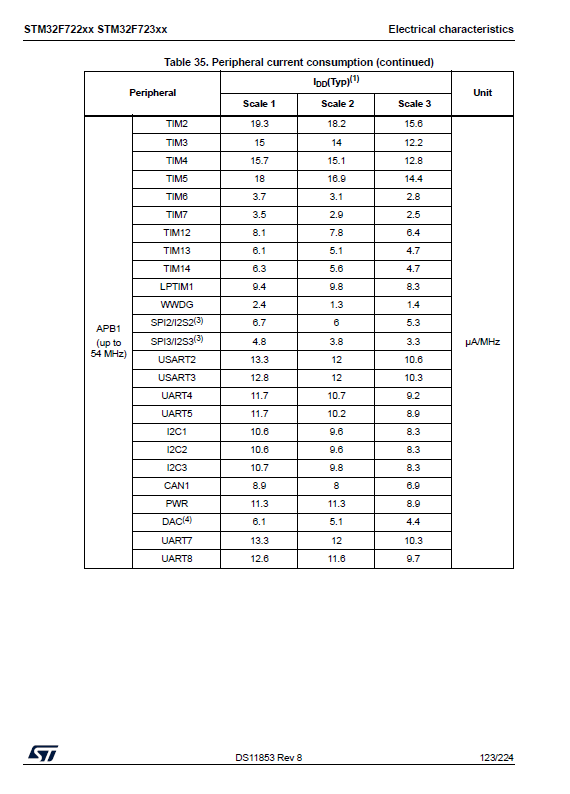 STM32F722xx STM32F723xx Electrical characteristics
Table 35. Peripheral current consumption (continued)
Peripheral IDD(Typ)(1) Unit
Scale 1 Scale 2 Scale 3
APB1 (up to 54 MHz) µA/MHz
TIM2 19.3 18.2 15.6
TIM3 15 14 12.2
TIM4 15.7 15.1 12.8
TIM5 18 16.9 14.4
TIM6 3.7 3.1 2.8
TIM7 3.5 2.9 2.5
TIM12 8.1 7.8 6.4
TIM13 6.1 5.1 4.7
TIM14 6.3 5.6 4.7
LPTIM1 9.4 9.8 8.3
WWDG 2.4 1.3 1.4
SPI2/I2S2(3) 6.7 6 5.3
SPI3/I2S3(3) 4.8 3.8 3.3
USART2 13.3 12 10.6
USART3 12.8 12 10.3
UART4 11.7 10.7 9.2
UART5 11.7 10.2 8.9
I2C1 10.6 9.6 8.3
I2C2 10.6 9.6 8.3
I2C3 10.7 9.8 8.3
CAN1 8.9 8 6.9
PWR 11.3 11.3 8.9
DAC(4) 6.1 5.1 4.4
UART7 13.3 12 10.3
UART8 12.6 11.6 9.7
ST DS11853 Rev 8 123/224